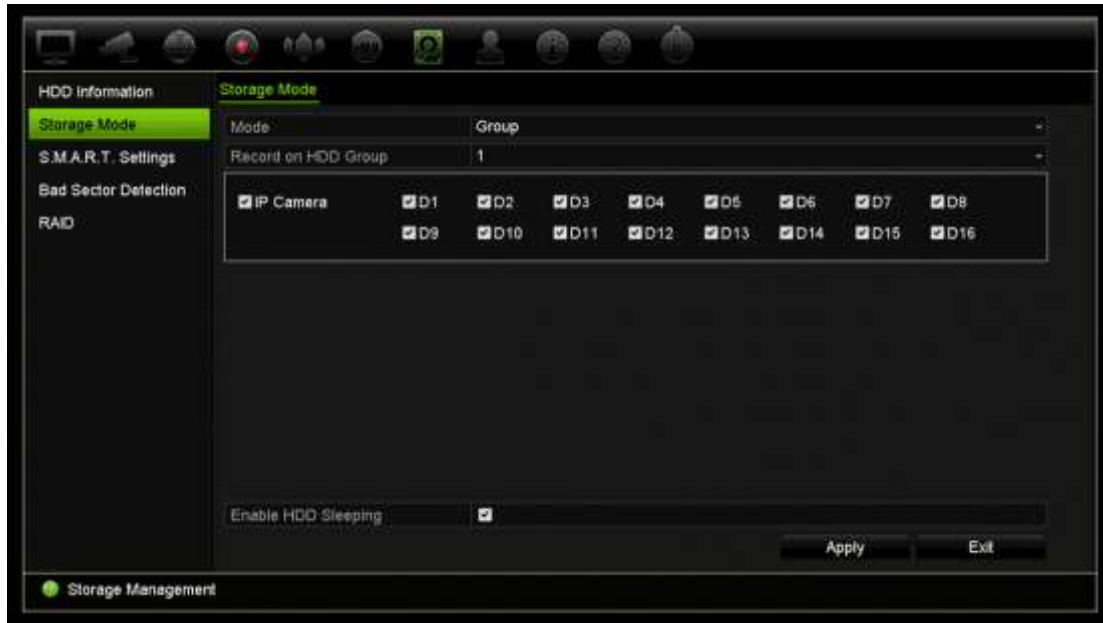 HDD Information
Storage Mode
S.M.A.R.T. Settings
Bad Sector Detection
RAID
Storage Mode
Mode Group
Record on HDD Group 1
IP Camera D1 D2 D3 D4 D5 D6 D7 D8
D9 D10 D11 D12 D13 D14 D15 D16
Enable HDD Sleeping
Apply Exit
Storage Management